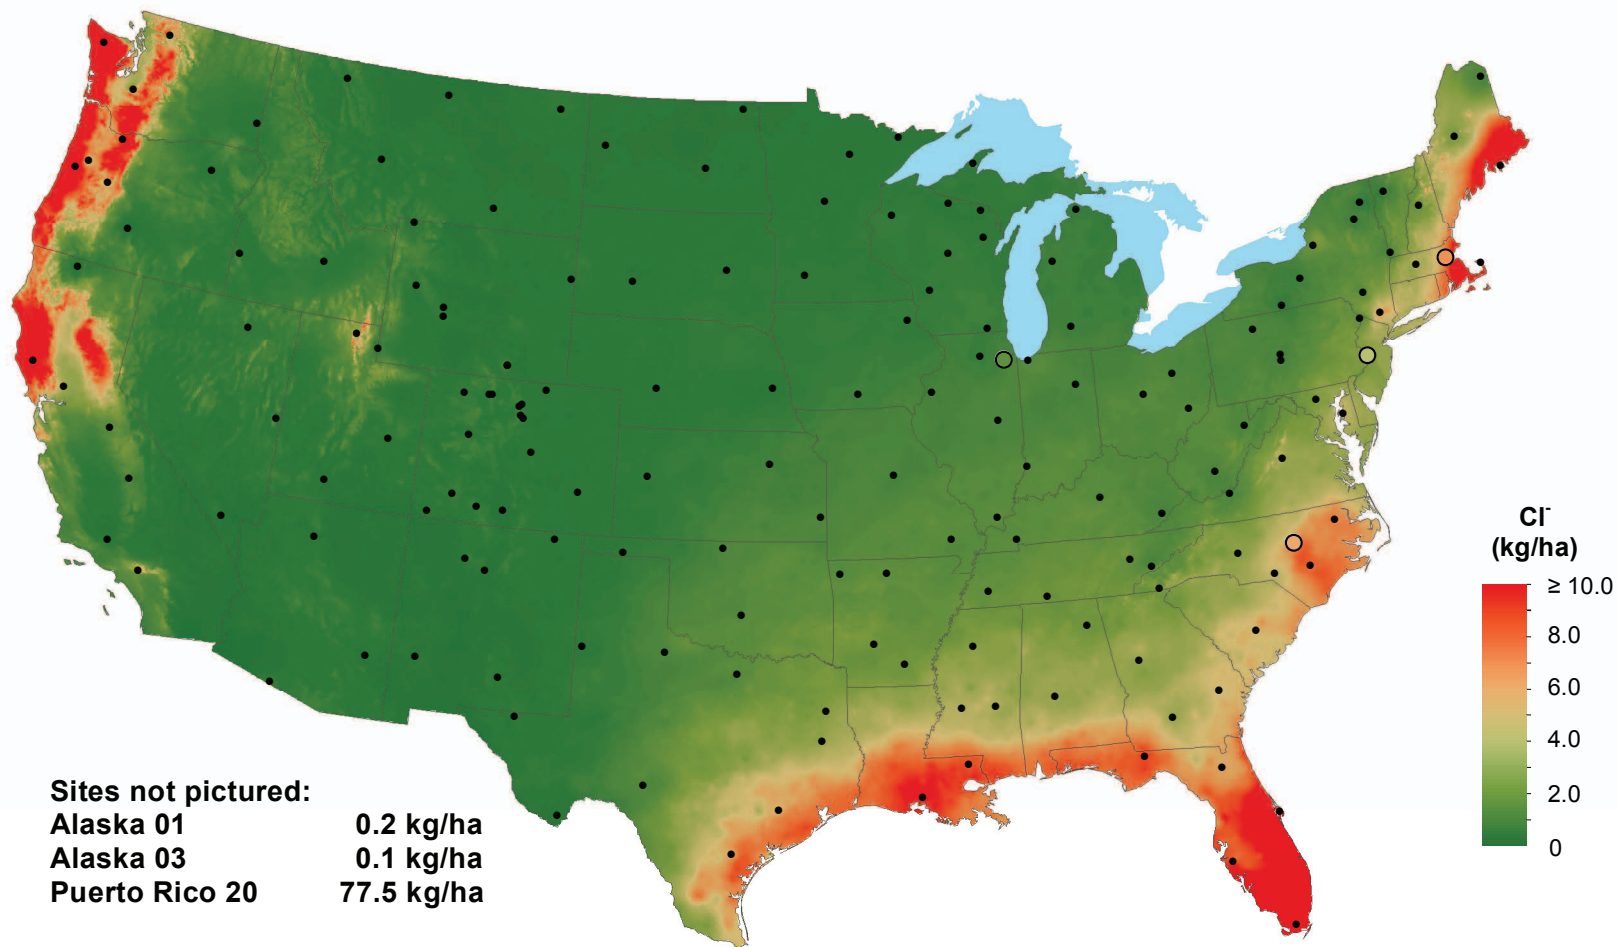 Cl-
(kg/ha)
≥ 10.0
8.0
6.0
4.0
2.0
0
Sites not pictured:
Alaska 01 0.2 kg/ha
Alaska 03 0.1 kg/ha
Puerto Rico 20 77.5 kg/ha